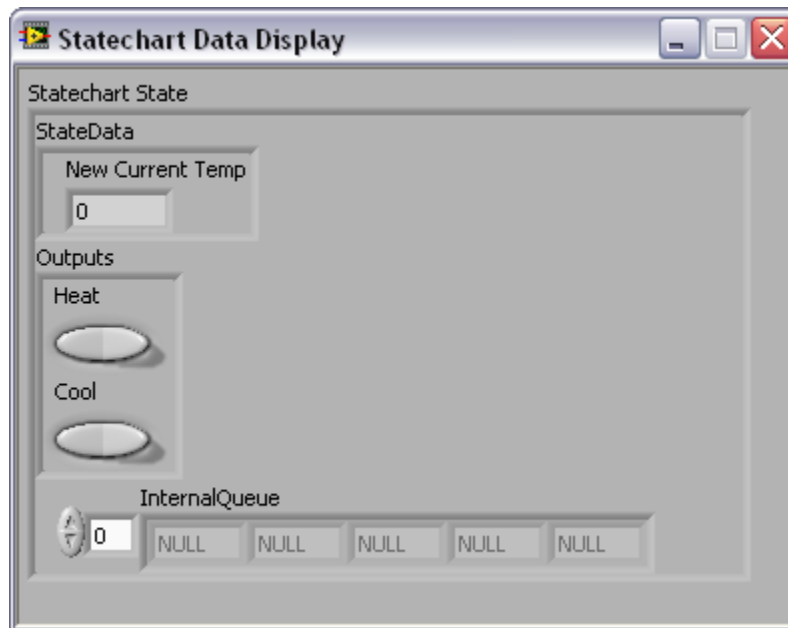 Statechart Data Display
Statechart State
StateData
New Current Temp
0
Outputs
Heat
Cool
InternalQueue
0 NULL NULL NULL NULL NULL